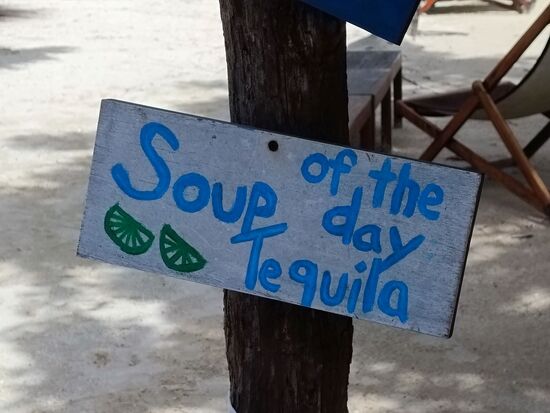 Soup of the
day
Tequila